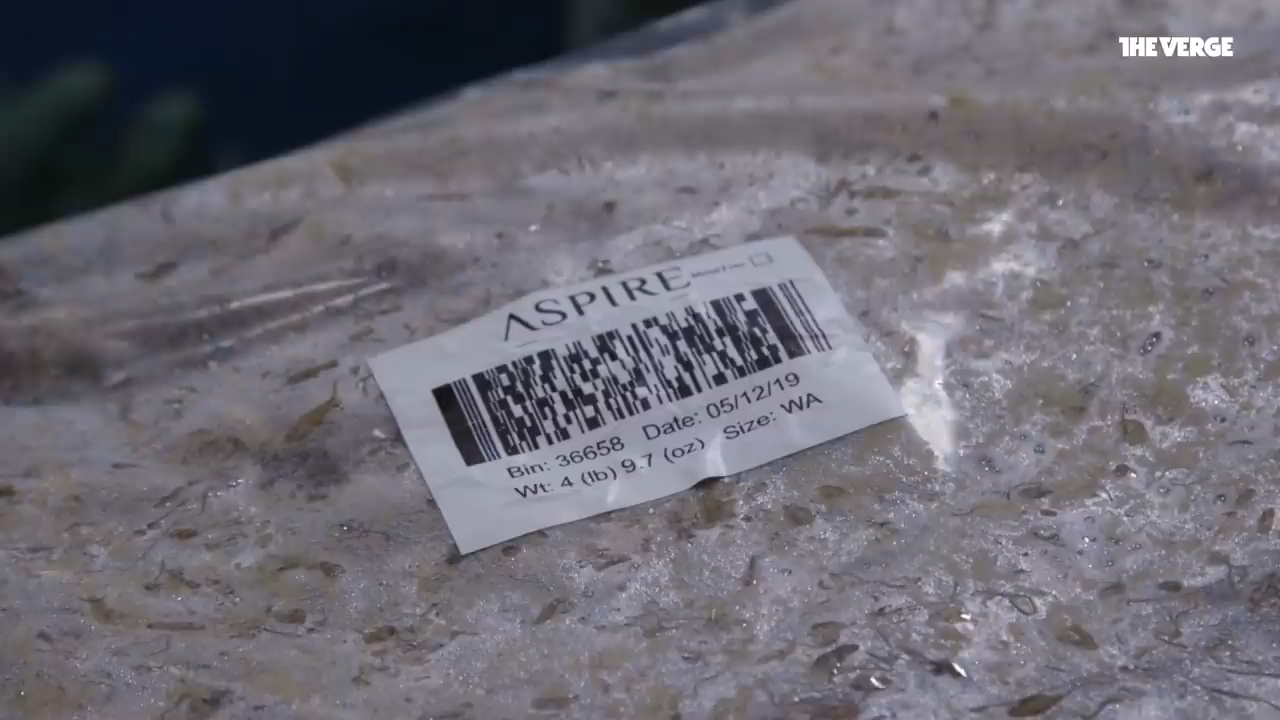 THE VERGE
ASPIRE
Bin: 36658 Date: 05/12/19
Wt: 4 (lb) 9.7 (oz) Size: WA